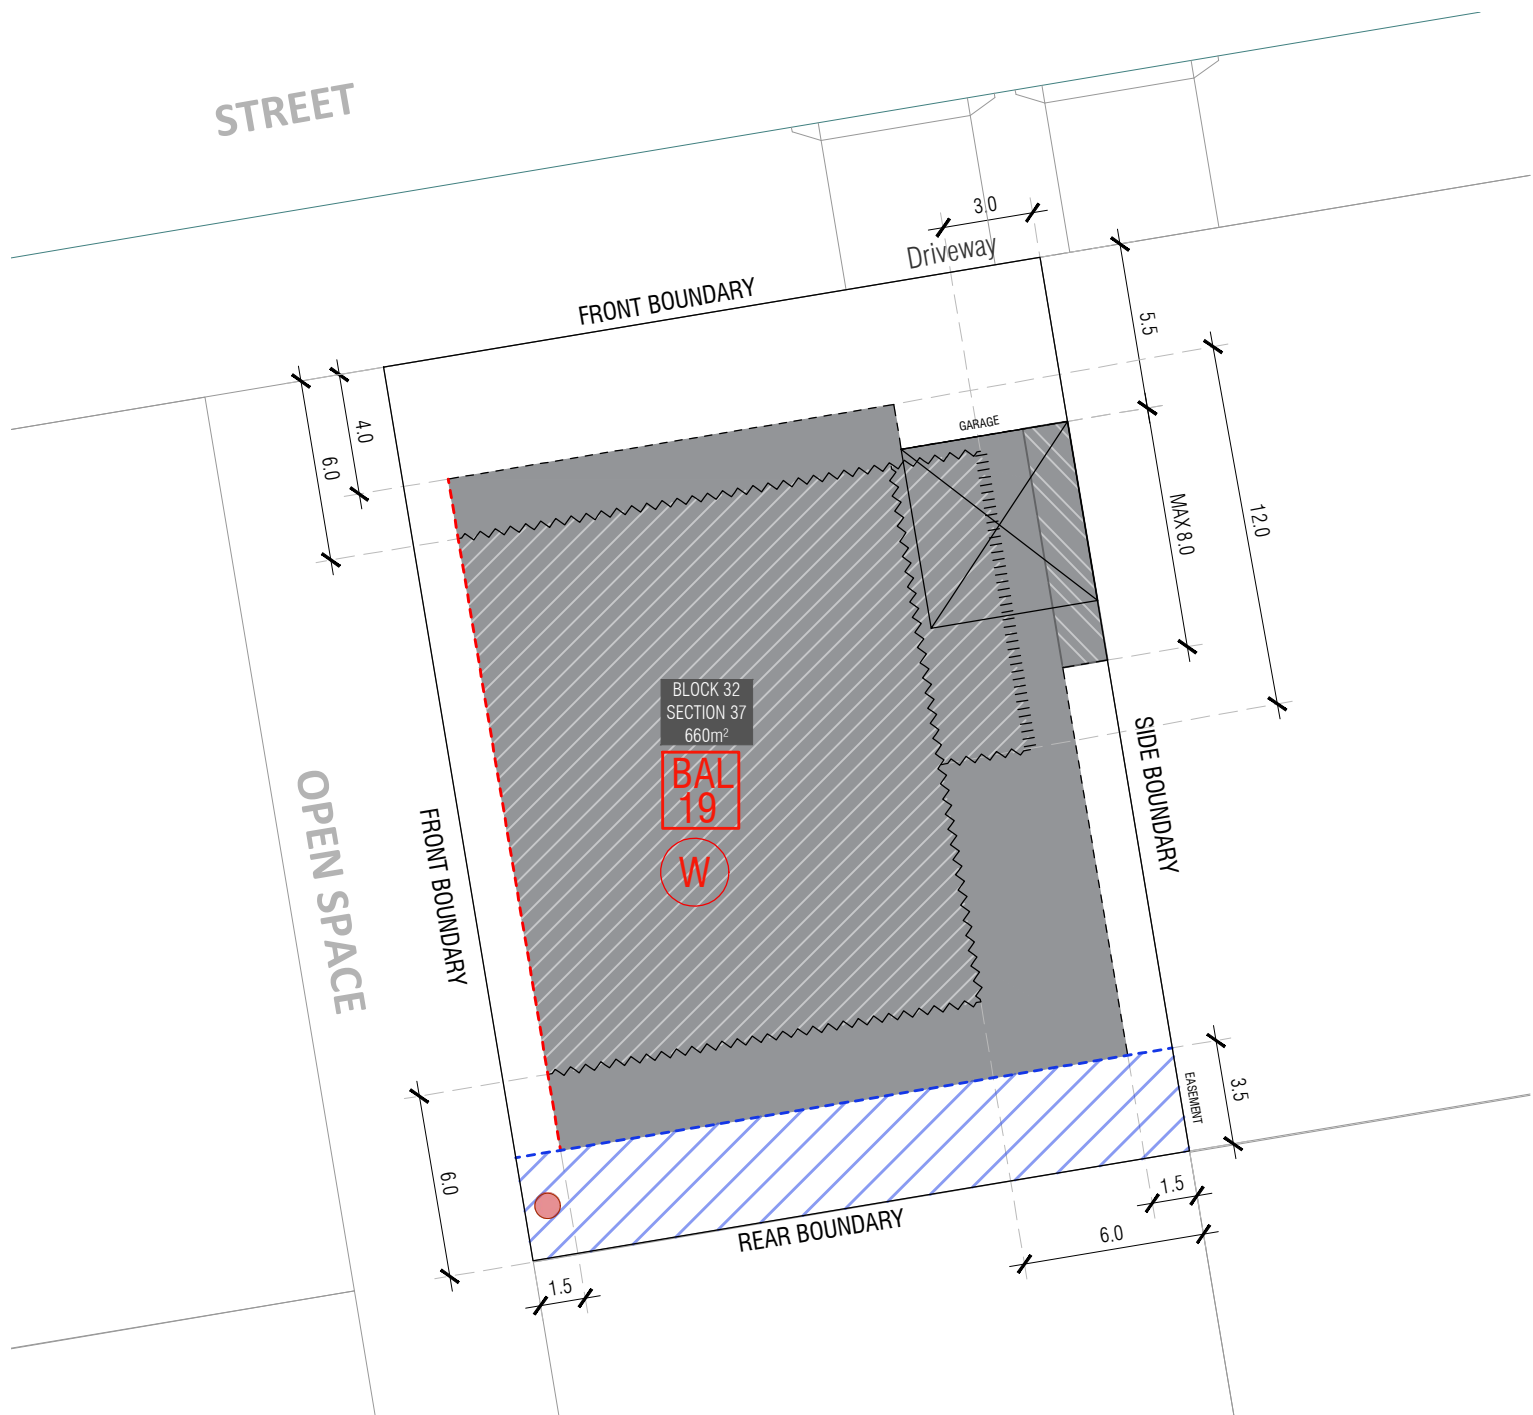 STREET
3.0
Driveway
FRONT BOUNDARY
5.5
4.0
6.0
GARAGE
MAX 8.0
12.0
BLOCK 32
SECTION 37
660m²
BAL
19
W
SIDE BOUNDARY
OPEN SPACE
FRONT BOUNDARY
EASEMENT
3.5
6.0
1.5
REAR BOUNDARY
6.0
1.5